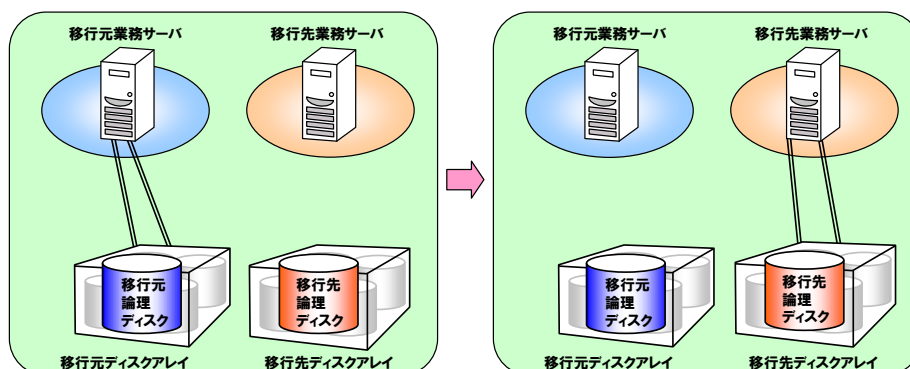 移行元業務サーバ
移行先業務サーバ
移行元
論理
ディスク
移行先
論理
ディスク
移行元ディスクアレイ
移行先ディスクアレイ
移行元業務サーバ
移行先業務サーバ
移行元
論理
ディスク
移行先
論理
ディスク
移行元ディスクアレイ
移行先ディスクアレイ